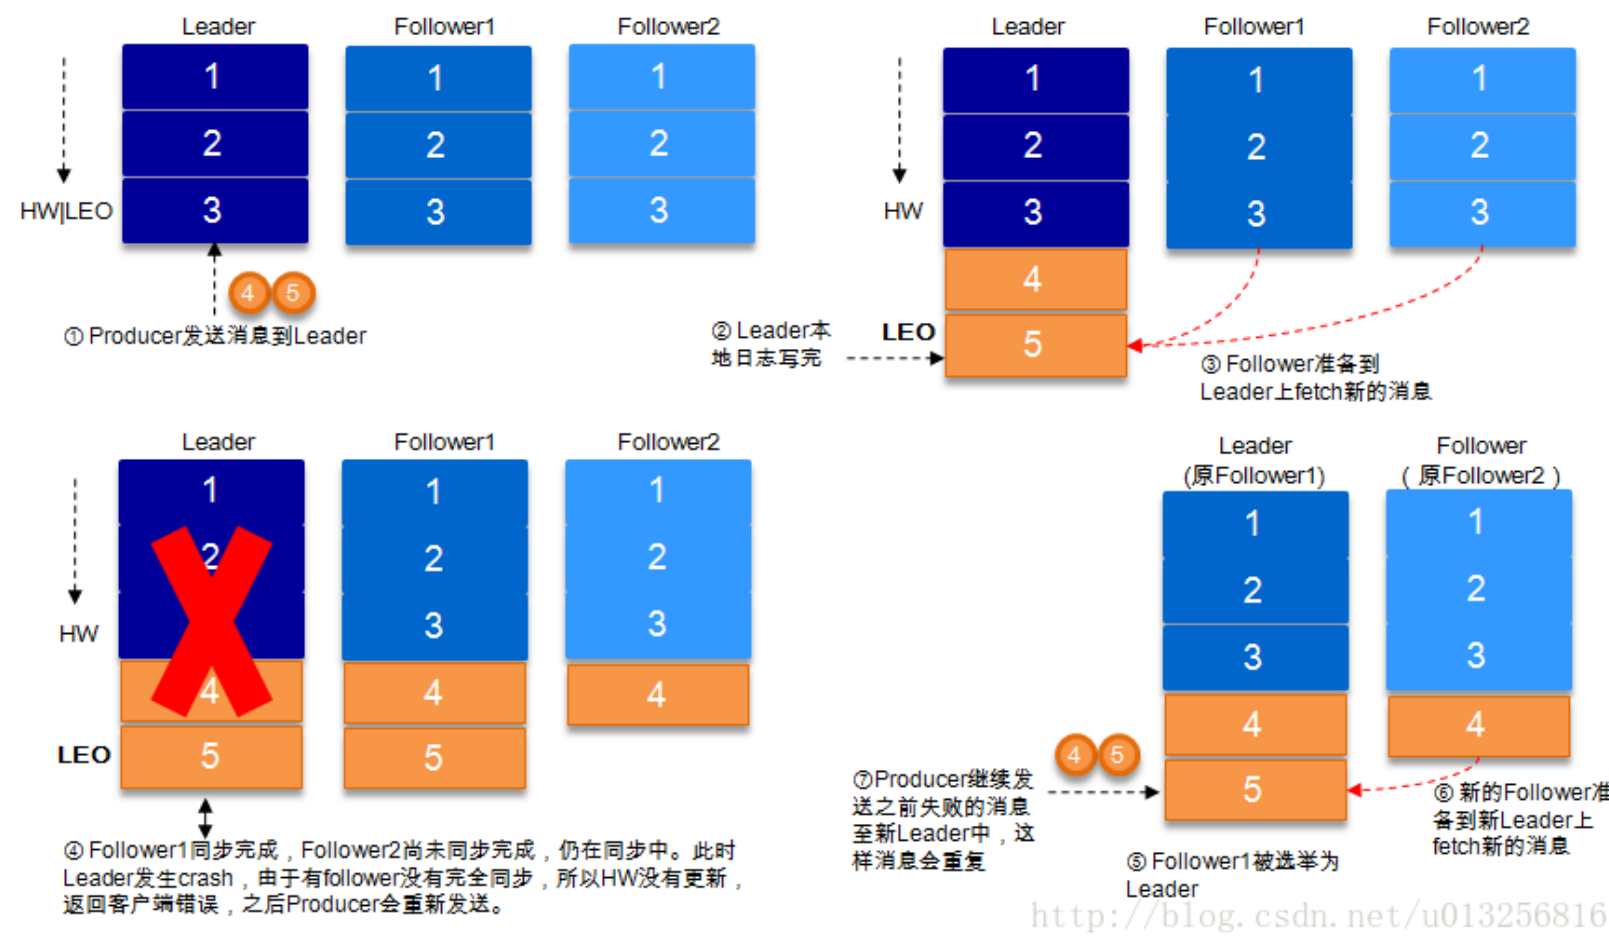 Leader Follower1 Follower2
1 1 1
2 2 2
HW|LEO 3 3 3
4 5
① Producer发送消息到Leader
Leader Follower1 Follower2
1 1 1
2 2 2
HW 3 3 3
4
② Leader本
地日志写完
LEO 5
③ Follower准备到
Leader上fetch新的消息
Leader Follower1 Follower2
1 1 1
2 2 2
HW 3 3
4 4 4
LEO 5 5
④ Follower1同步完成，Follower2尚未同步完成，仍在同步中。此时
Leader发生crash，由于有follower没有完全同步，所以HW没有更新，
返回客户端错误，之后Producer会重新发送。
Leader Follower
(原Follower1) （原Follower2）
1 1
2 2
3 3
4 4
4 5
5
⑦Producer继续发
送之前失败的消息
至新Leader中，这
样消息会重复
⑤ Follower1被选举为
Leader
⑥ 新的Follower准
备到新Leader上
fetch新的消息
http://blog.csdn.net/u013256816